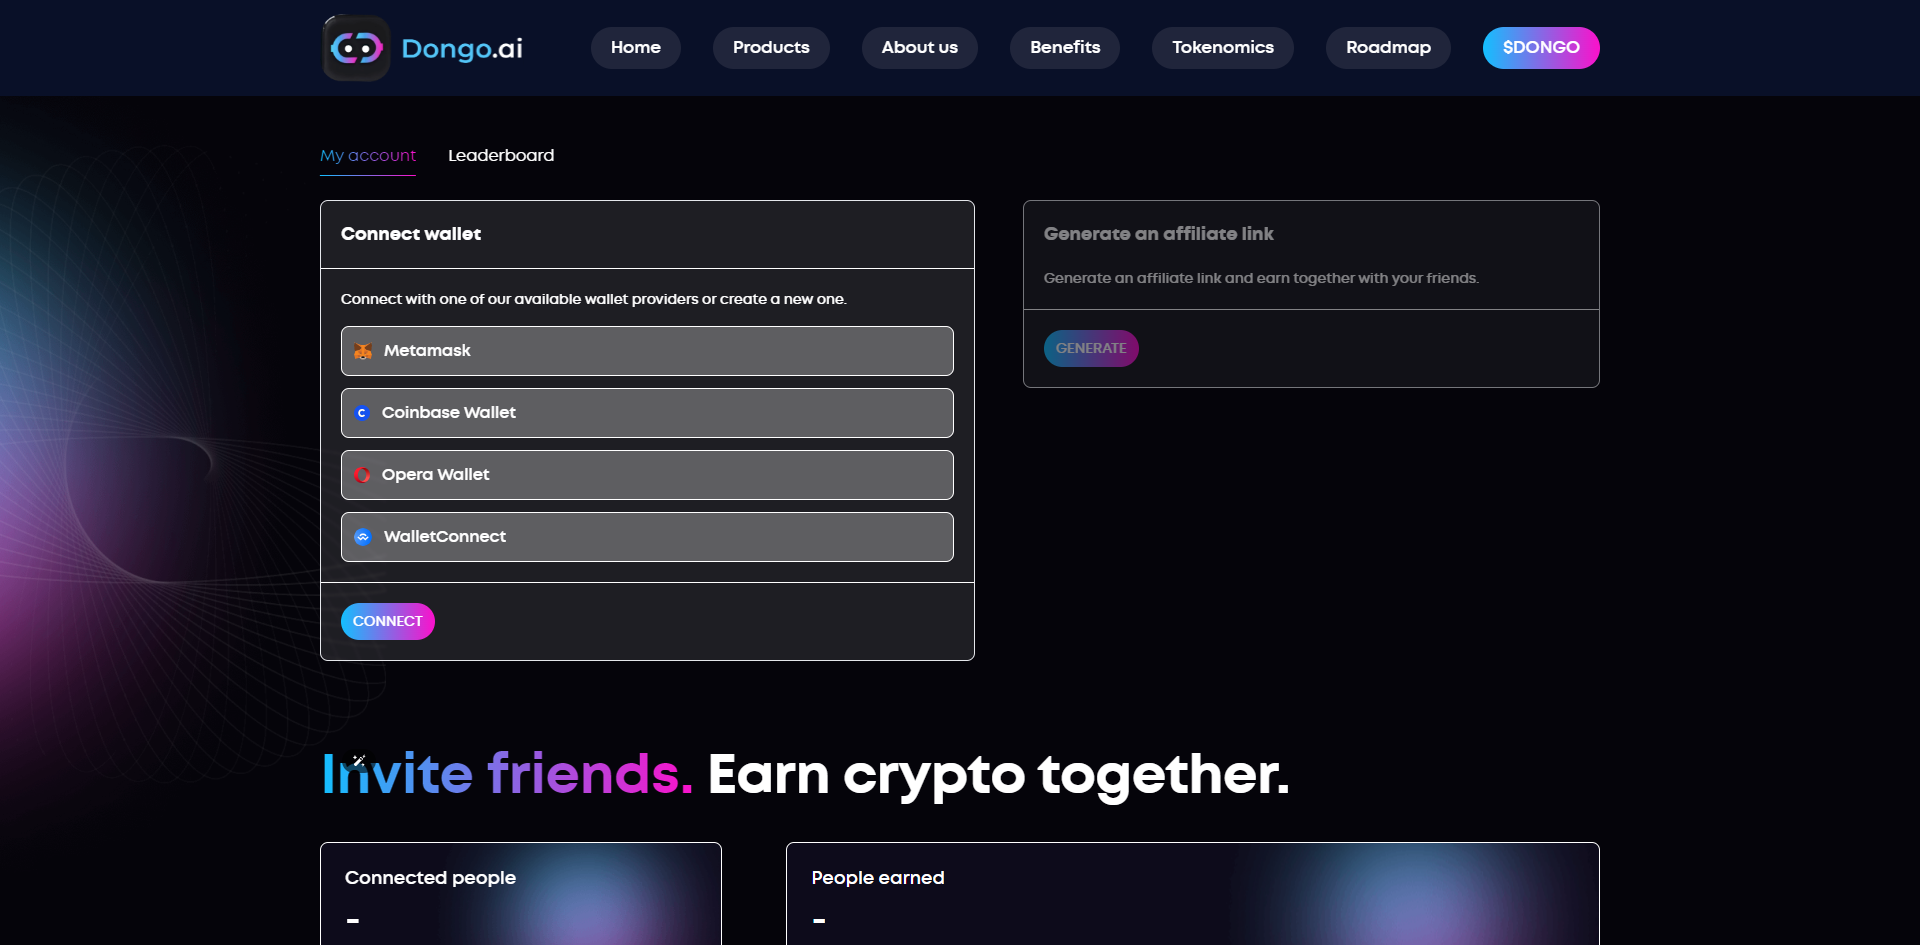 Dongo.ai
Home
Products
About us
Benefits
Tokenomics
Roadmap
$DONGO
My account
Leaderboard
Connect wallet
Connect with one of our available wallet providers or create a new one.
Metamask
Coinbase Wallet
Opera Wallet
WalletConnect
CONNECT
Generate an affiliate link
Generate an affiliate link and earn together with your friends.
GENERATE
Invite friends. Earn crypto together.
Connected people
-
People earned
-